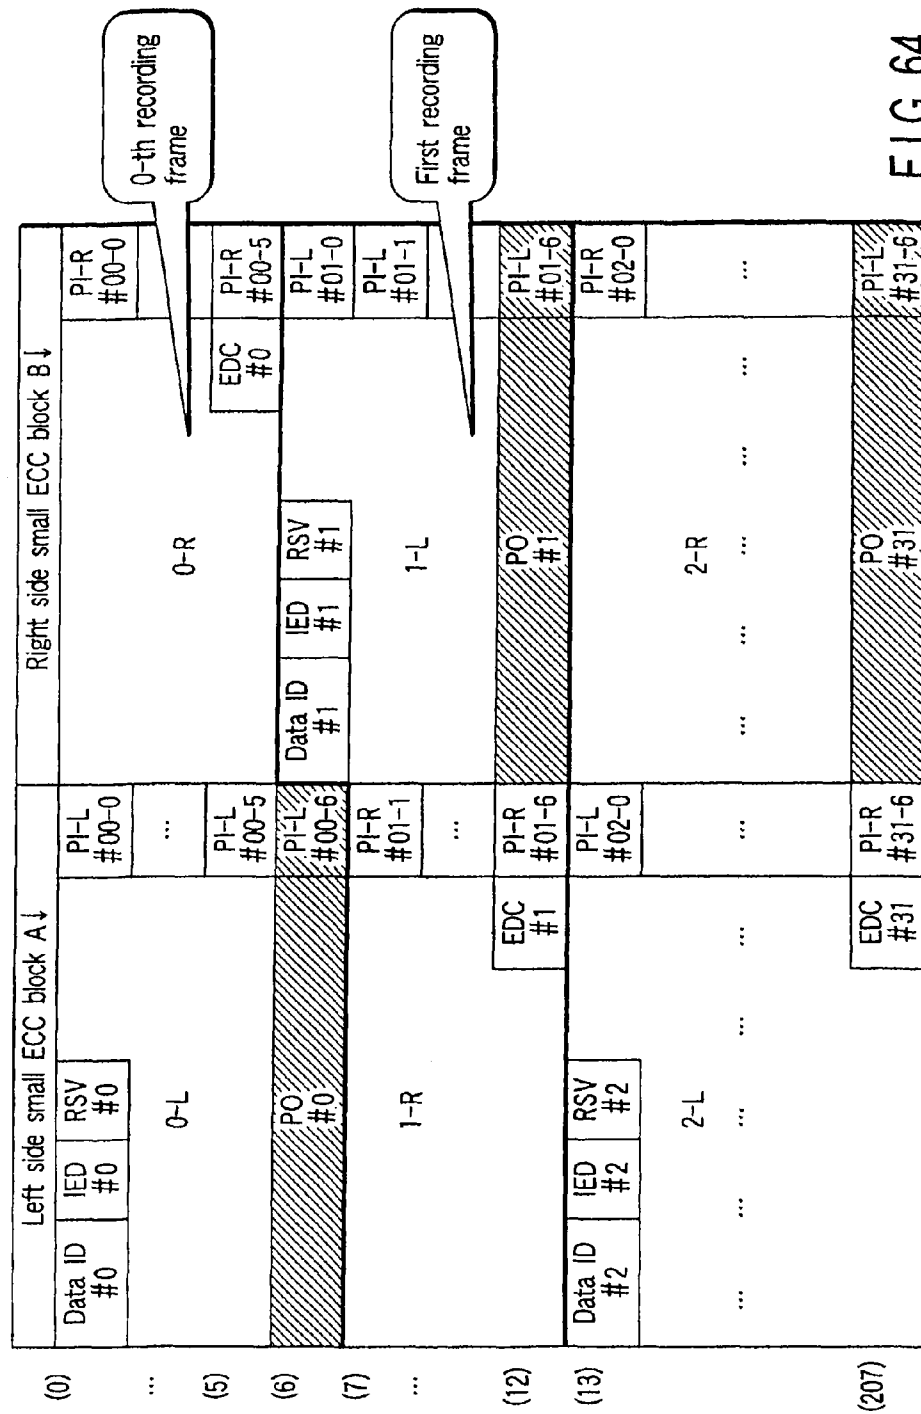 Left side small ECC block A↓
Right side small ECC block B↓
(0)
Data ID #0
IED #0
RSV #0
PI-L #00-0
PI-R #00-0
...
0-L
...
0-R
0-th recording frame
(5)
PI-L #00-5
EDC #0
PI-R #00-5
(6)
PO #0
PI-L #00-6
Data ID #1
IED #1
RSV #1
PI-L #01-0
(7)
PI-R #01-1
PI-L #01-1
...
1-R
...
1-L
First recording frame
(12)
EDC #1
PI-R #01-6
PO #1
PI-L #01-6
(13)
Data ID #2
IED #2
RSV #2
PI-L #02-0
PI-R #02-0
2-L
2-R
... ... ... ... ... ... ... ... ... ... ...
(207)
EDC #31
PI-R #31-6
PO #31
PI-L #31-6
FIG. 64